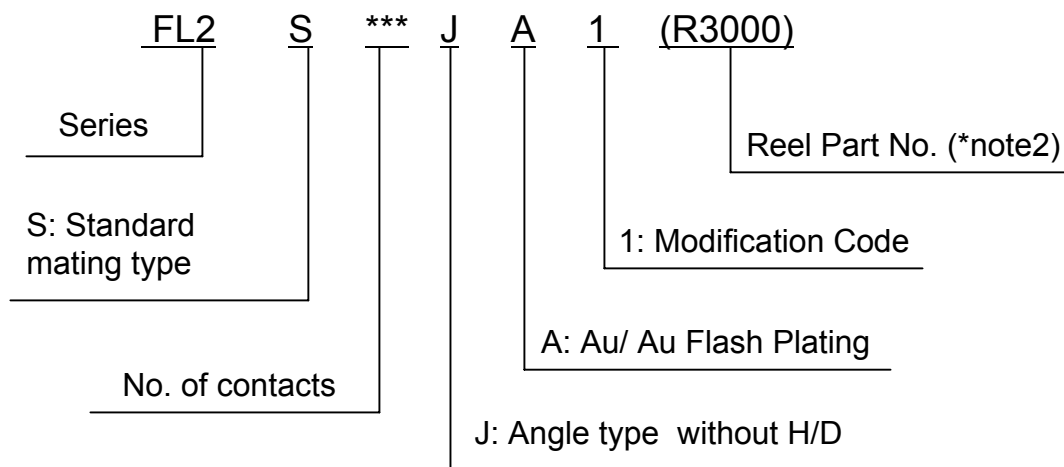 FL2 S *** J A 1 (R3000)
Series
Reel Part No. (*note2)
S: Standard
mating type
1: Modification Code
A: Au/ Au Flash Plating
No. of contacts
J: Angle type without H/D